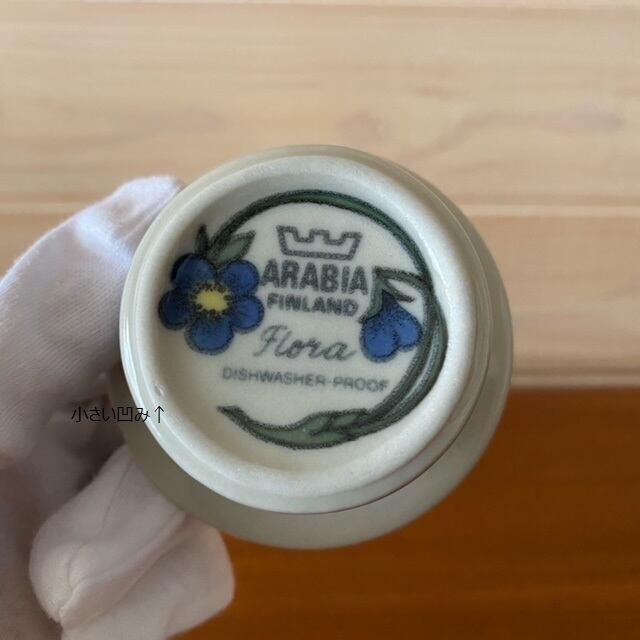 ARABIA
FINLAND
Flora
DISHWASHER-PROOF
小さい凹み↑